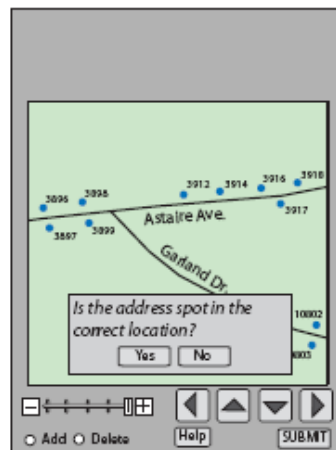 3918
3916
3912
3914
3898
3896
3917
Astaire Ave.
3899
3897
Garland Dr.
Is the address spot in the
correct location?
10802
Yes No
Add Delete
Help
SUBMIT